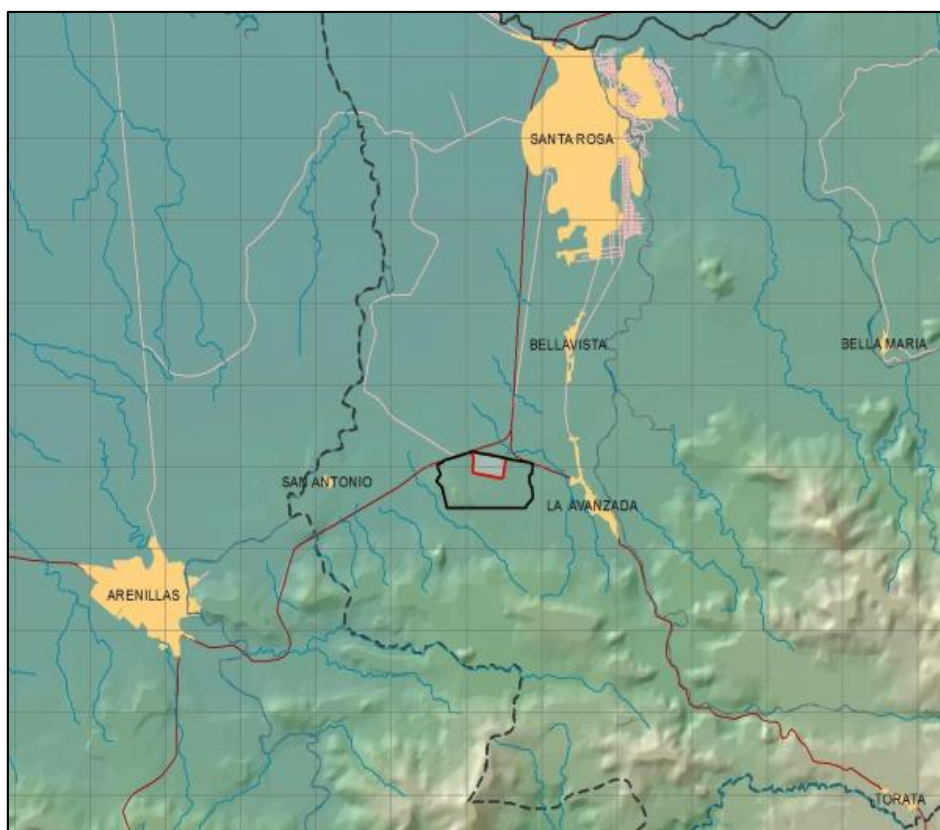 SANTA ROSA
BELLAVISTA
BELLA MARIA
SAN ANTONIO
LA AVANZADA
ARENILLAS
TORATA